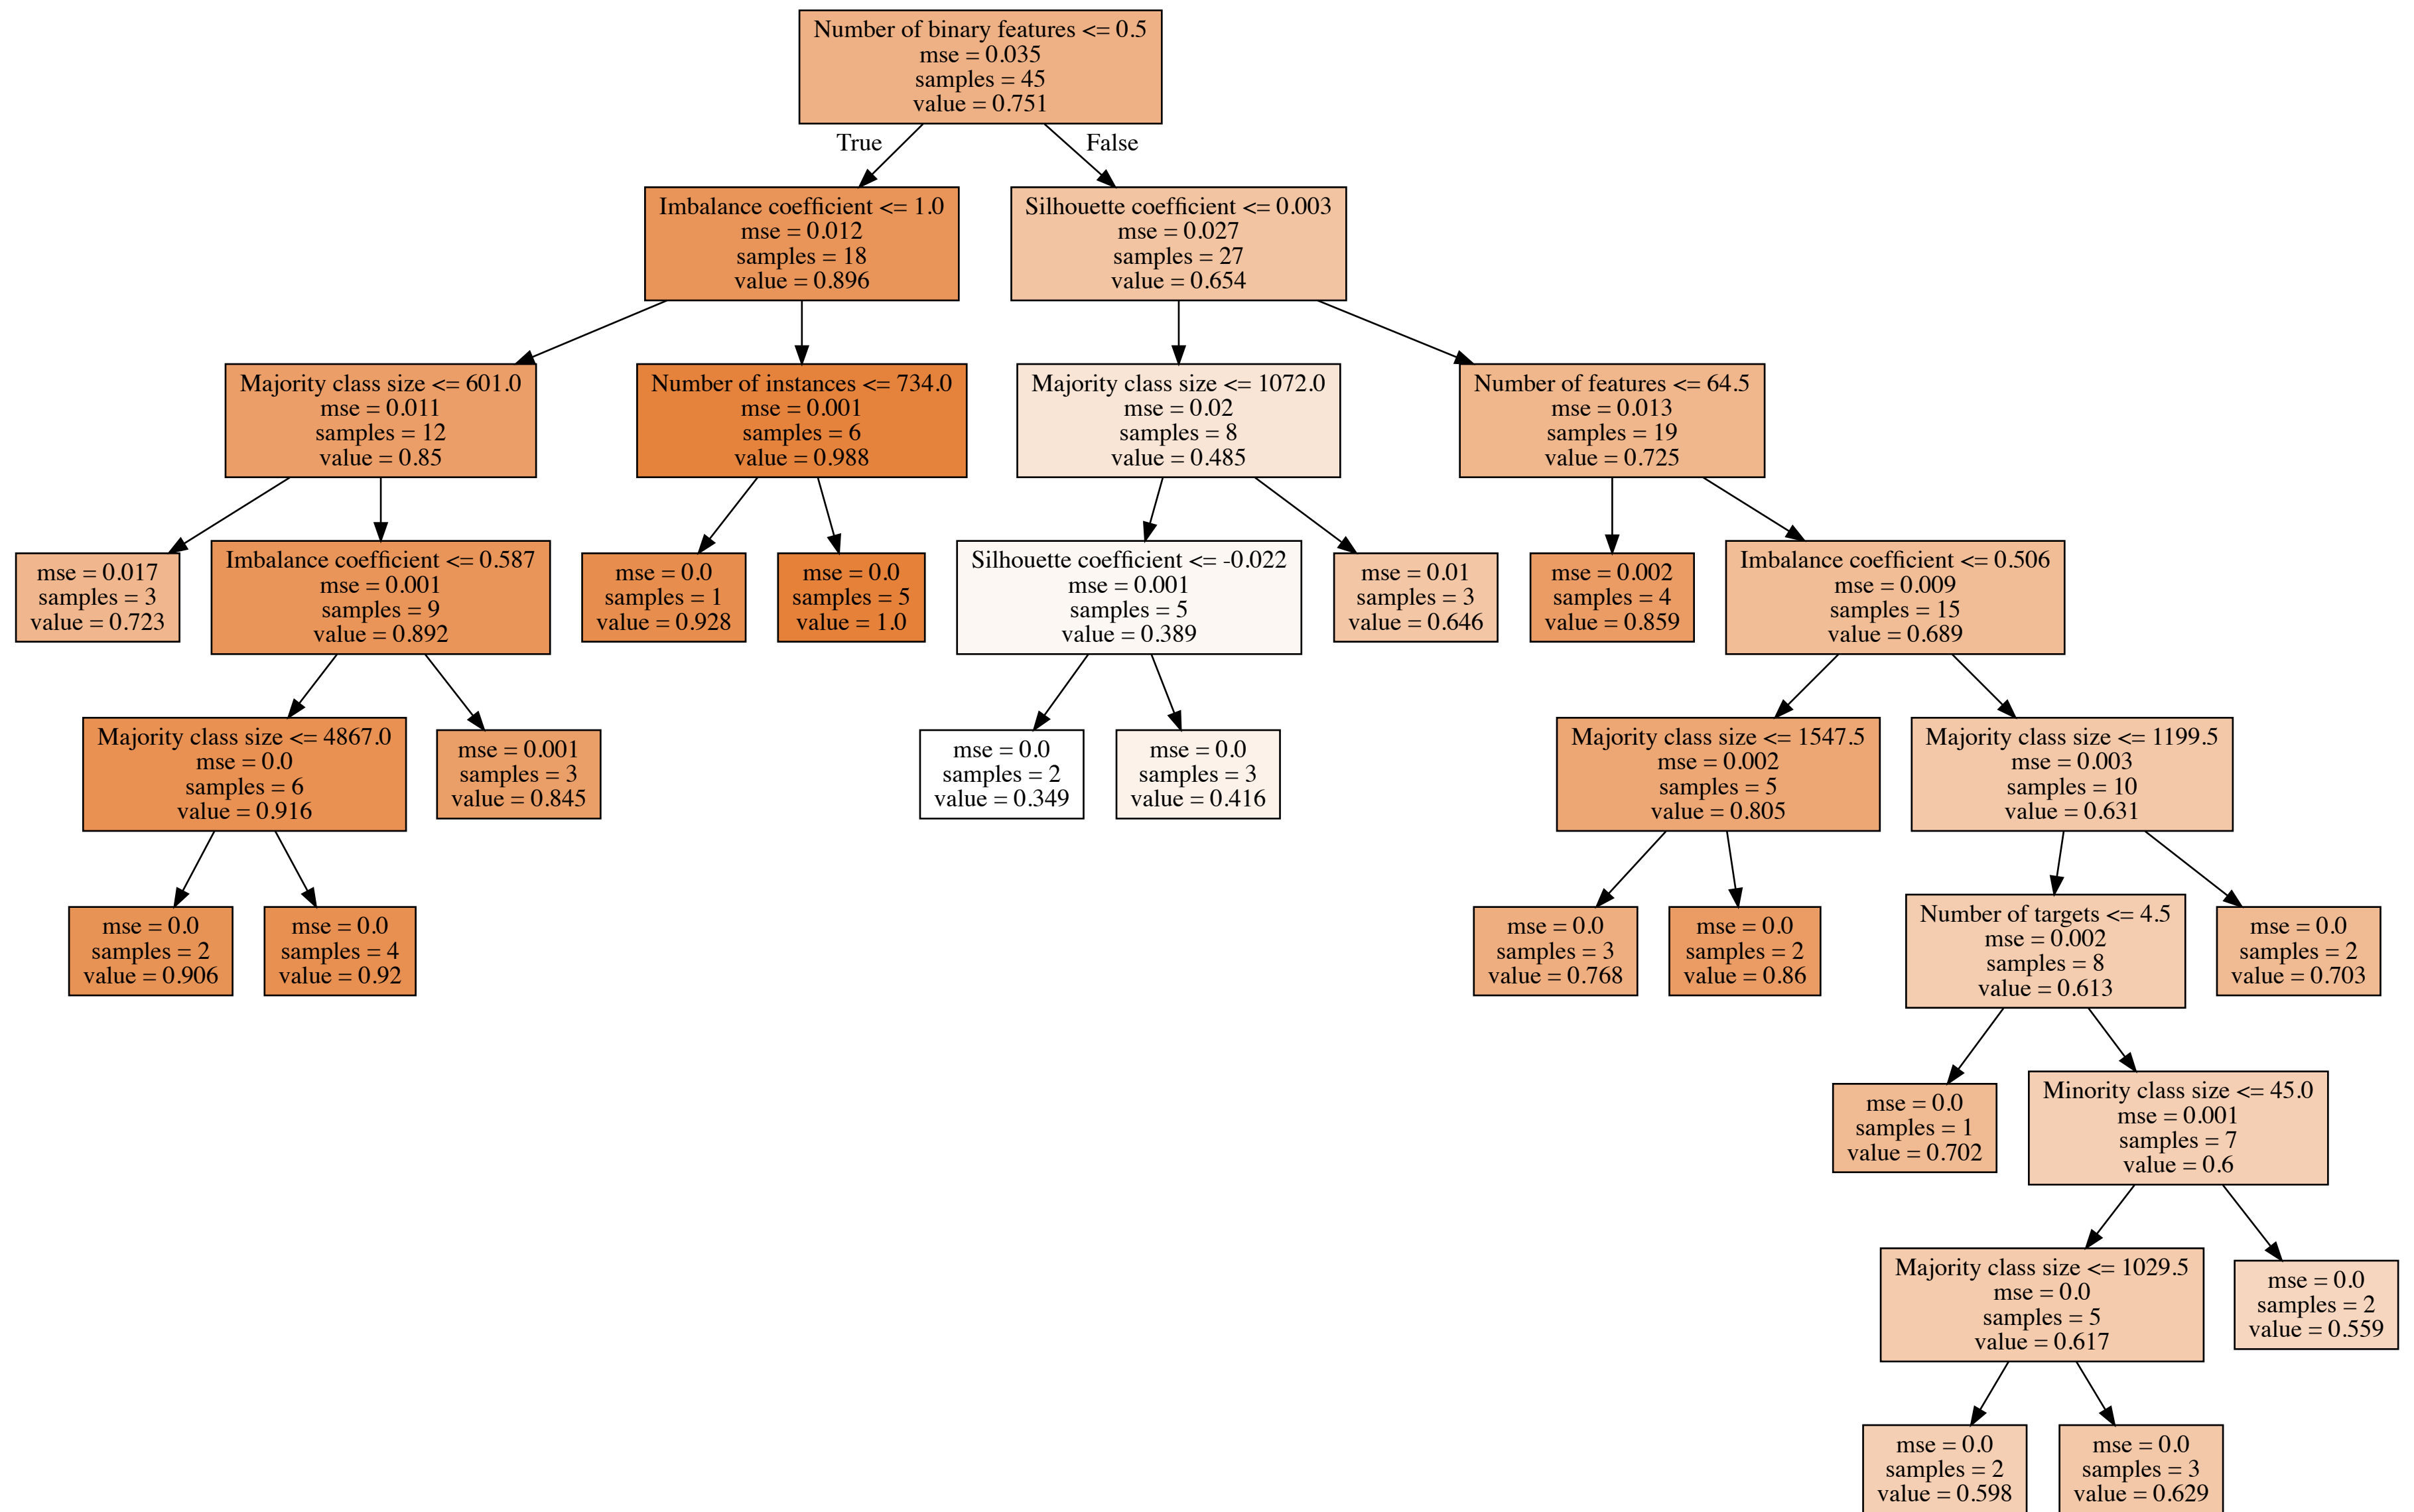 Number of binary features <= 0.5
mse = 0.035
samples = 45
value = 0.751
True
False
Imbalance coefficient <= 1.0
mse = 0.012
samples = 18
value = 0.896
Silhouette coefficient <= 0.003
mse = 0.027
samples = 27
value = 0.654
Majority class size <= 601.0
mse = 0.011
samples = 12
value = 0.85
Number of instances <= 734.0
mse = 0.001
samples = 6
value = 0.988
Majority class size <= 1072.0
mse = 0.02
samples = 8
value = 0.485
Number of features <= 64.5
mse = 0.013
samples = 19
value = 0.725
mse = 0.017
samples = 3
value = 0.723
Imbalance coefficient <= 0.587
mse = 0.001
samples = 9
value = 0.892
mse = 0.0
samples = 1
value = 0.928
mse = 0.0
samples = 5
value = 1.0
Silhouette coefficient <= -0.022
mse = 0.001
samples = 5
value = 0.389
mse = 0.01
samples = 3
value = 0.646
mse = 0.002
samples = 4
value = 0.859
Imbalance coefficient <= 0.506
mse = 0.009
samples = 15
value = 0.689
Majority class size <= 4867.0
mse = 0.0
samples = 6
value = 0.916
mse = 0.001
samples = 3
value = 0.845
mse = 0.0
samples = 2
value = 0.349
mse = 0.0
samples = 3
value = 0.416
Majority class size <= 1547.5
mse = 0.002
samples = 5
value = 0.805
Majority class size <= 1199.5
mse = 0.003
samples = 10
value = 0.631
mse = 0.0
samples = 2
value = 0.906
mse = 0.0
samples = 4
value = 0.92
mse = 0.0
samples = 3
value = 0.768
mse = 0.0
samples = 2
value = 0.86
Number of targets <= 4.5
mse = 0.002
samples = 8
value = 0.613
mse = 0.0
samples = 2
value = 0.703
mse = 0.0
samples = 1
value = 0.702
Minority class size <= 45.0
mse = 0.001
samples = 7
value = 0.6
Majority class size <= 1029.5
mse = 0.0
samples = 5
value = 0.617
mse = 0.0
samples = 2
value = 0.559
mse = 0.0
samples = 2
value = 0.598
mse = 0.0
samples = 3
value = 0.629